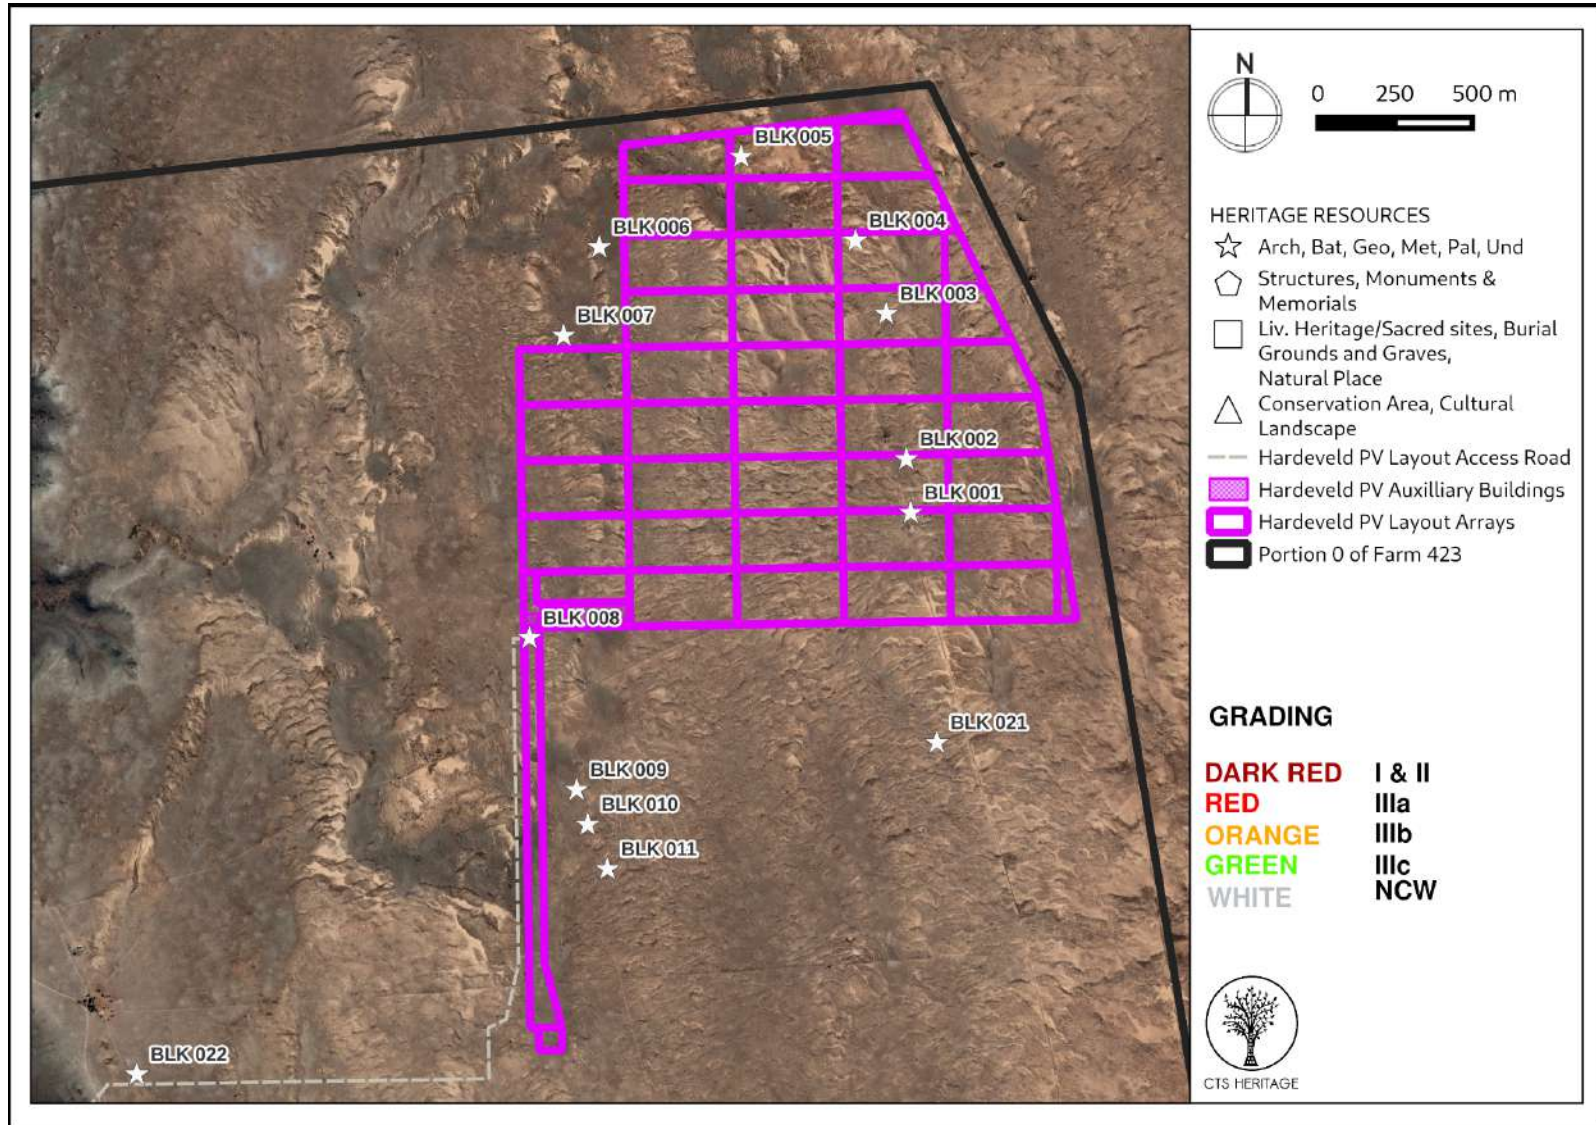 BLK 005
BLK 004
BLK 006
BLK 003
BLK 007
BLK 002
BLK 001
BLK 008
BLK 021
BLK 009
BLK 010
BLK 011
BLK 022
N
0 250 500 m
HERITAGE RESOURCES
Arch, Bat, Geo, Met, Pal, Und
Structures, Monuments &
Memorials
Liv. Heritage/Sacred sites, Burial
Grounds and Graves,
Natural Place
Conservation Area, Cultural
Landscape
Hardeveld PV Layout Access Road
Hardeveld PV Auxilliary Buildings
Hardeveld PV Layout Arrays
Portion 0 of Farm 423
GRADING
DARK RED I & II
RED IIIa
ORANGE IIIb
GREEN IIIc
WHITE NCW
CTS HERITAGE